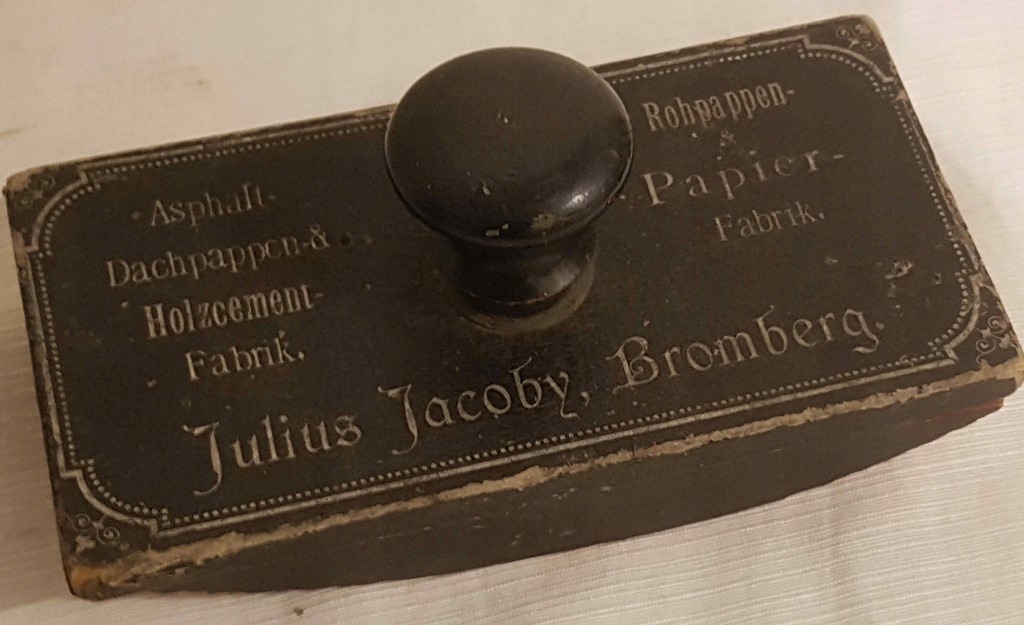 Asphalt-
Dachpappen-&
Holzcement-
Fabrik.
Rohpappen-
&
Papier-
Fabrik.
Julius Jacoby, Bromberg.